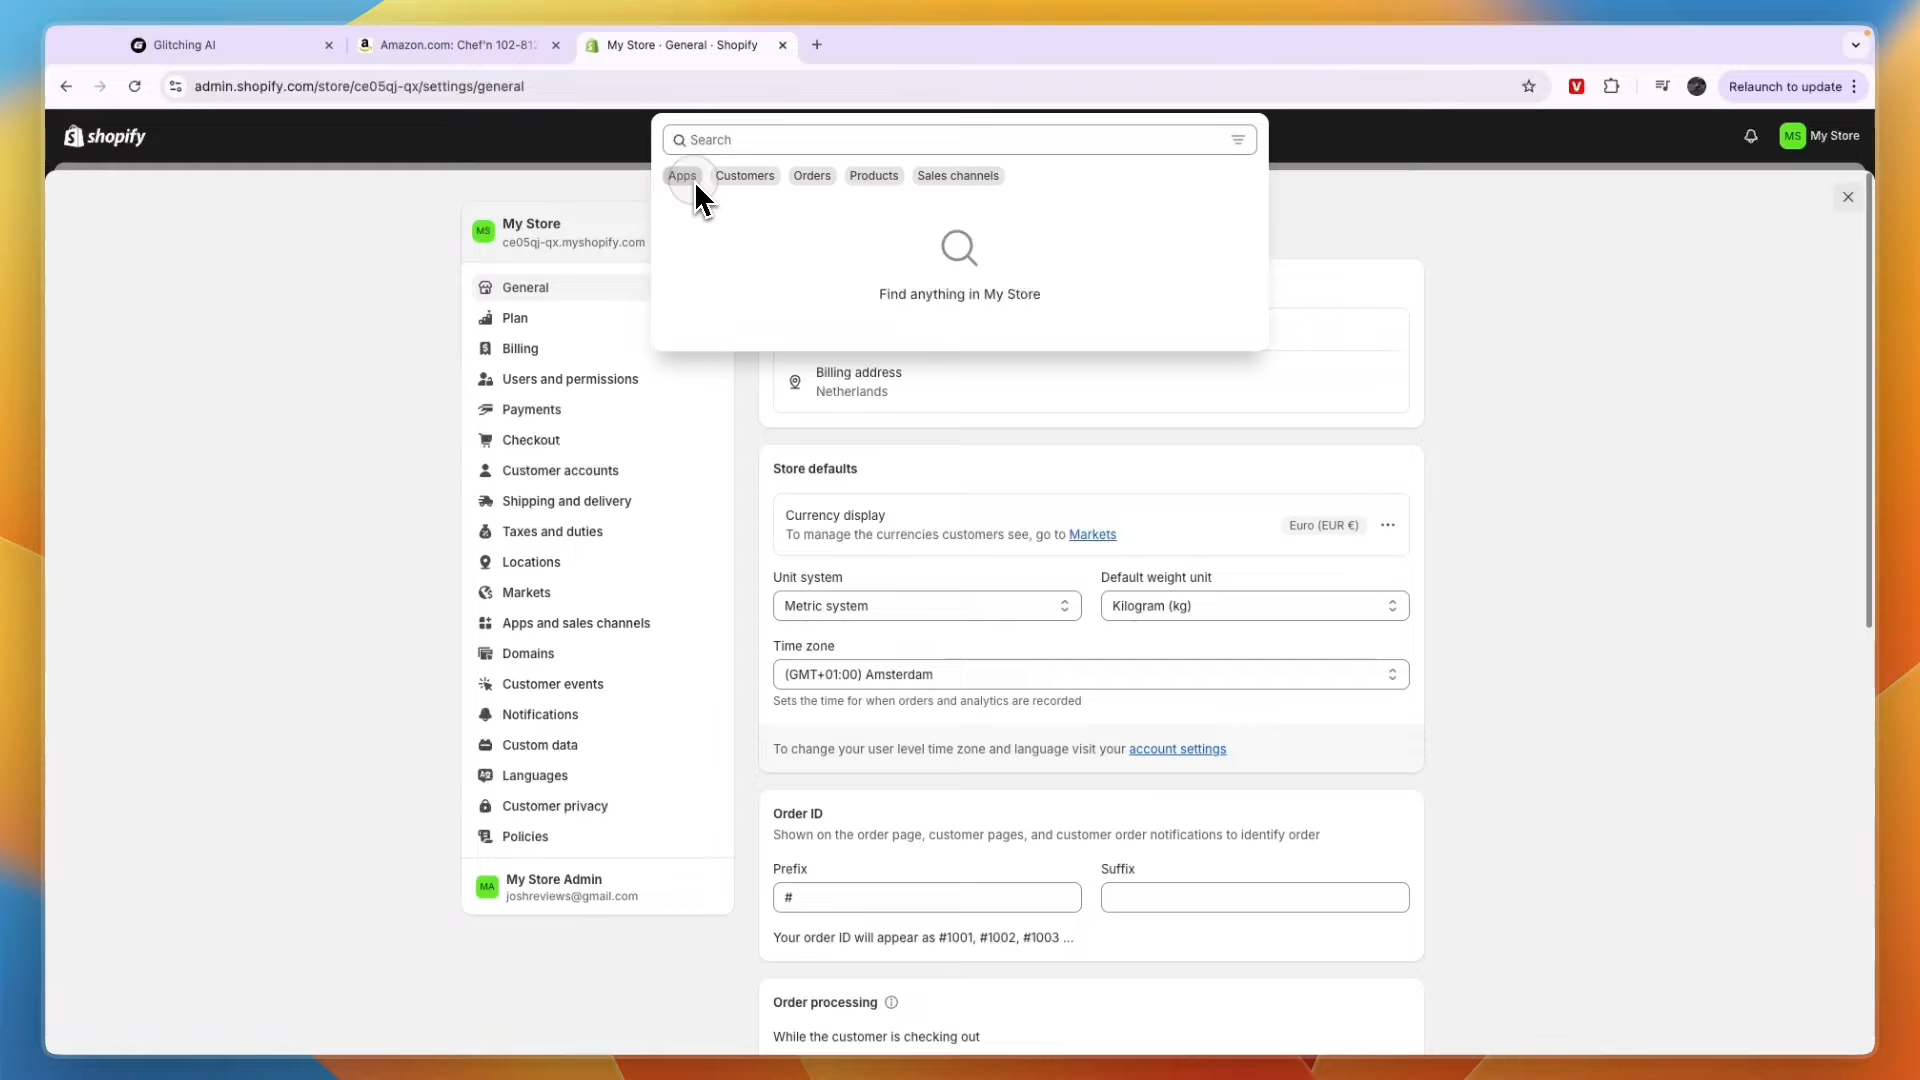 Glitching AI
Amazon.com: Chef'n 102-812
My Store · General · Shopify
admin.shopify.com/store/ce05qj-qx/settings/general
Relaunch to update
shopify
Search
MS My Store
Apps Customers Orders Products Sales channels
Find anything in My Store
MS My Store
ce05qj-qx.myshopify.com
General
Plan
Billing
Users and permissions
Payments
Checkout
Customer accounts
Shipping and delivery
Taxes and duties
Locations
Markets
Apps and sales channels
Domains
Customer events
Notifications
Custom data
Languages
Customer privacy
Policies
MA My Store Admin
joshreviews@gmail.com
Billing address
Netherlands
Store defaults
Currency display
To manage the currencies customers see, go to Markets
Euro (EUR €)
Unit system
Metric system
Default weight unit
Kilogram (kg)
Time zone
(GMT+01:00) Amsterdam
Sets the time for when orders and analytics are recorded
To change your user level time zone and language visit your account settings
Order ID
Shown on the order page, customer pages, and customer order notifications to identify order
Prefix
#
Suffix
Your order ID will appear as #1001, #1002, #1003 ...
Order processing
While the customer is checking out